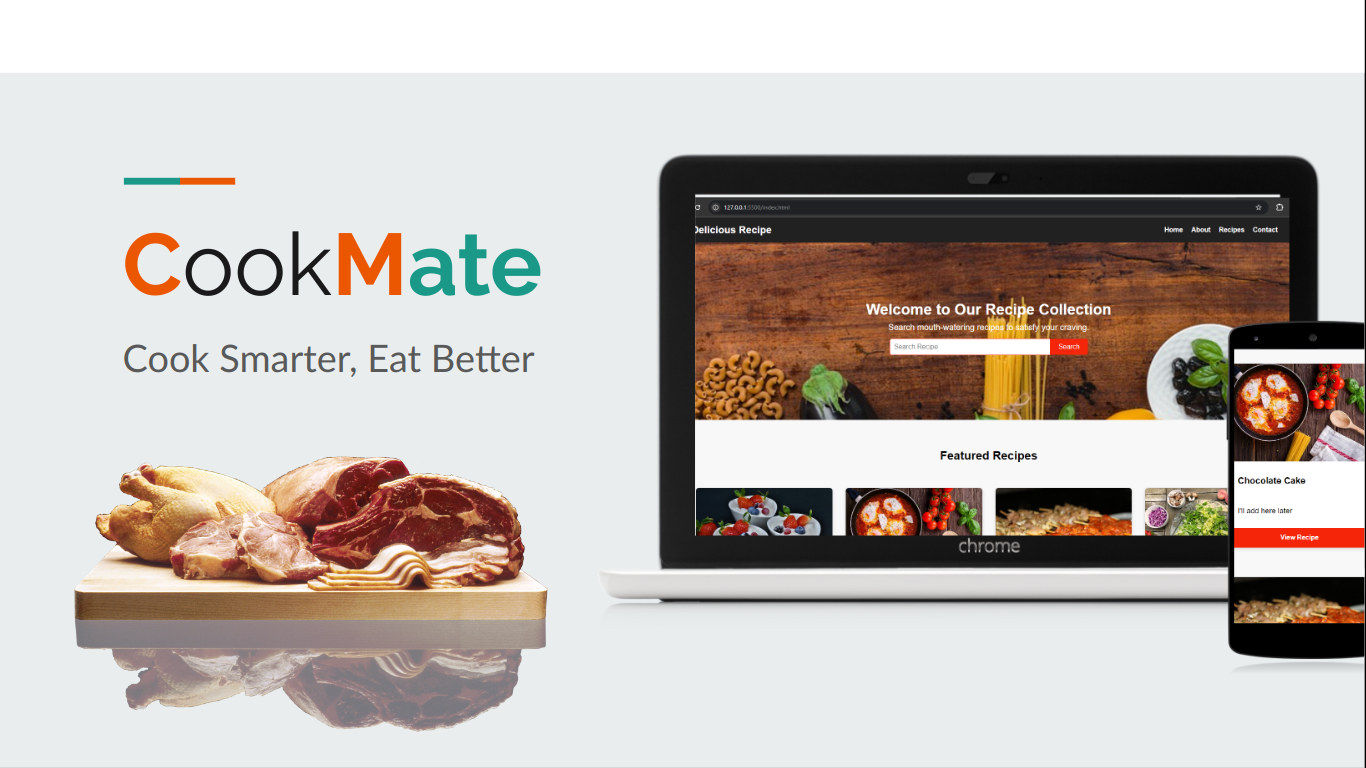 CookMate
Cook Smarter, Eat Better
127.0.0.1:5500/index.html
Delicious Recipe
Home About Recipes Contact
Welcome to Our Recipe Collection
Search mouth-watering recipes to satisfy your craving.
Search Recipe Search
Featured Recipes
chrome
Chocolate Cake
I'll add here later
View Recipe